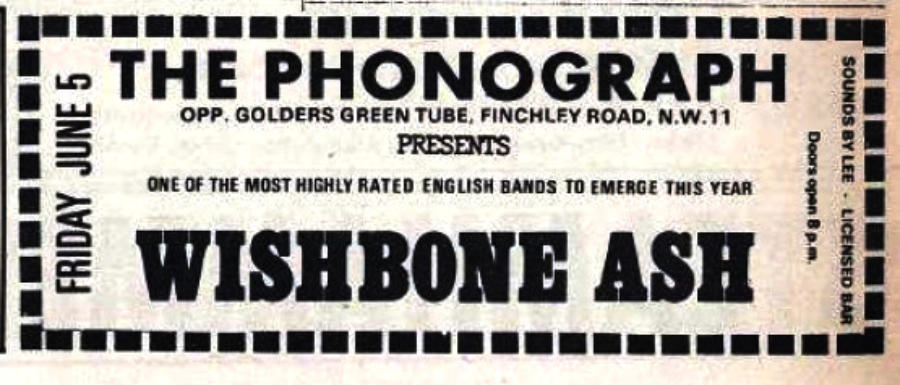 FRIDAY JUNE 5
THE PHONOGRAPH
OPP. GOLDERS GREEN TUBE, FINCHLEY ROAD, N.W.11
PRESENTS
ONE OF THE MOST HIGHLY RATED ENGLISH BANDS TO EMERGE THIS YEAR
WISHBONE ASH
Doors open 8 p.m.
SOUNDS BY LEE · LICENSED BAR